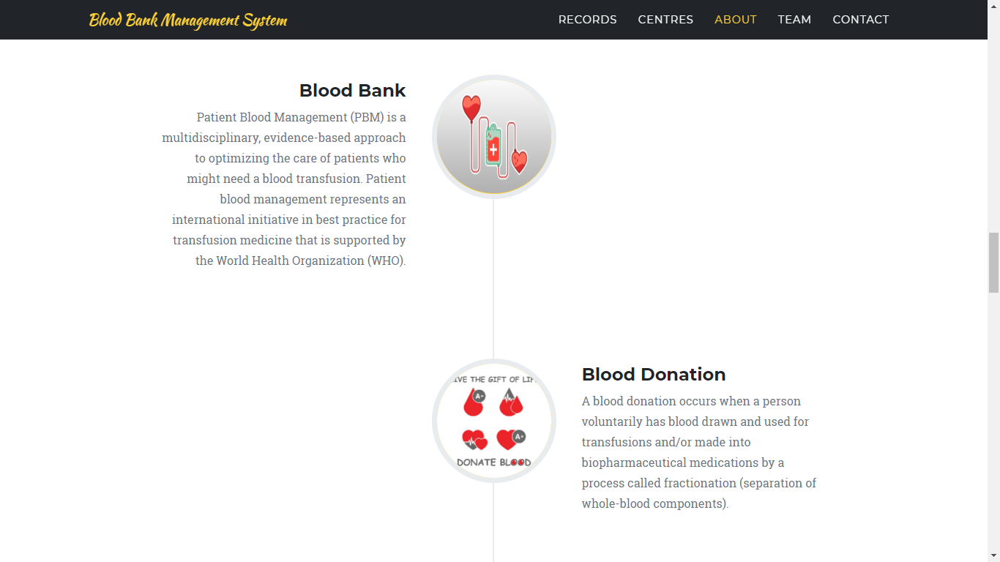 Blood Bank Management System
RECORDS CENTRES ABOUT TEAM CONTACT
Blood Bank
Patient Blood Management (PBM) is a
multidisciplinary, evidence-based approach
to optimizing the care of patients who
might need a blood transfusion. Patient
blood management represents an
international initiative in best practice for
transfusion medicine that is supported by
the World Health Organization (WHO).
IVE THE GIFT OF LIF
A+
A+
DONATE BLOOD
Blood Donation
A blood donation occurs when a person
voluntarily has blood drawn and used for
transfusions and/or made into
biopharmaceutical medications by a
process called fractionation (separation of
whole-blood components).